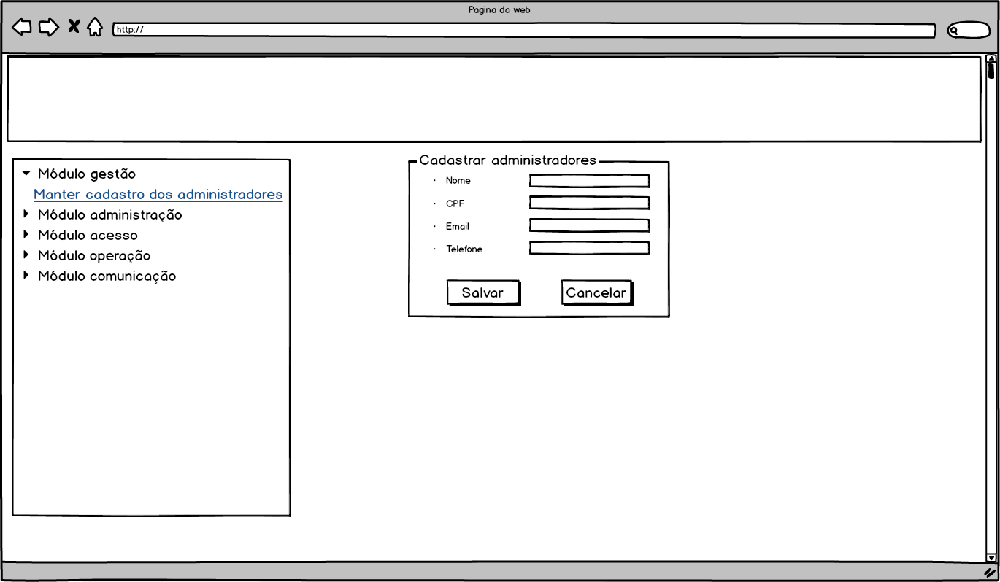 Pagina da web
http://
Módulo gestão
Manter cadastro dos administradores
Módulo administração
Módulo acesso
Módulo operação
Módulo comunicação
Cadastrar administradores
· Nome
· CPF
· Email
· Telefone
Salvar Cancelar